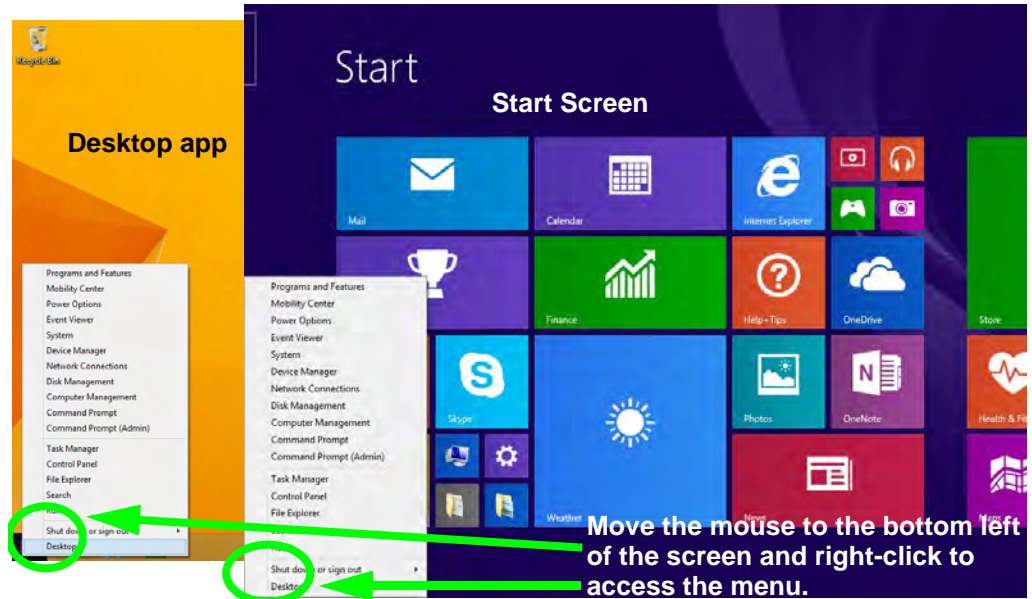 Recycle Bin
Desktop app
Programs and Features
Mobility Center
Power Options
Event Viewer
System
Device Manager
Network Connections
Disk Management
Computer Management
Command Prompt
Command Prompt (Admin)
Task Manager
Control Panel
File Explorer
Search
Shut down or sign out
Desktop
Start
Start Screen
Mail
Calendar
Internet Explorer
Finance
Help+Tips
OneDrive
Store
Skype
Photos
OneNote
Health & Fit
Weather
News
Maps
Programs and Features
Mobility Center
Power Options
Event Viewer
System
Device Manager
Network Connections
Disk Management
Computer Management
Command Prompt
Command Prompt (Admin)
Task Manager
Control Panel
File Explorer
Shut down or sign out
Desktop
Move the mouse to the bottom left
of the screen and right-click to
access the menu.